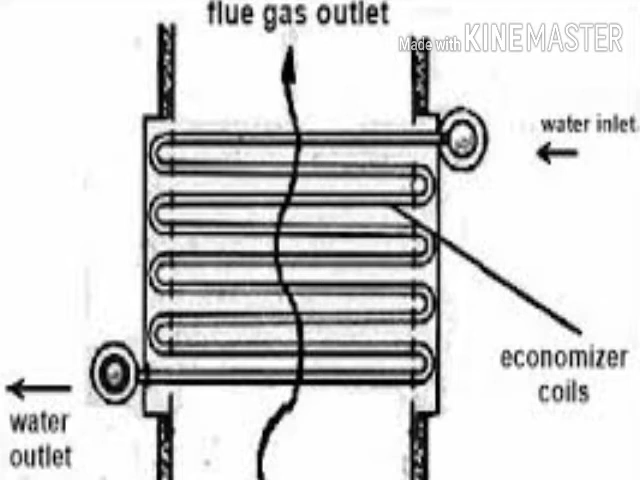 flue gas outlet
Made with KINEMASTER
water inlet.
economizer
coils
water
outlet